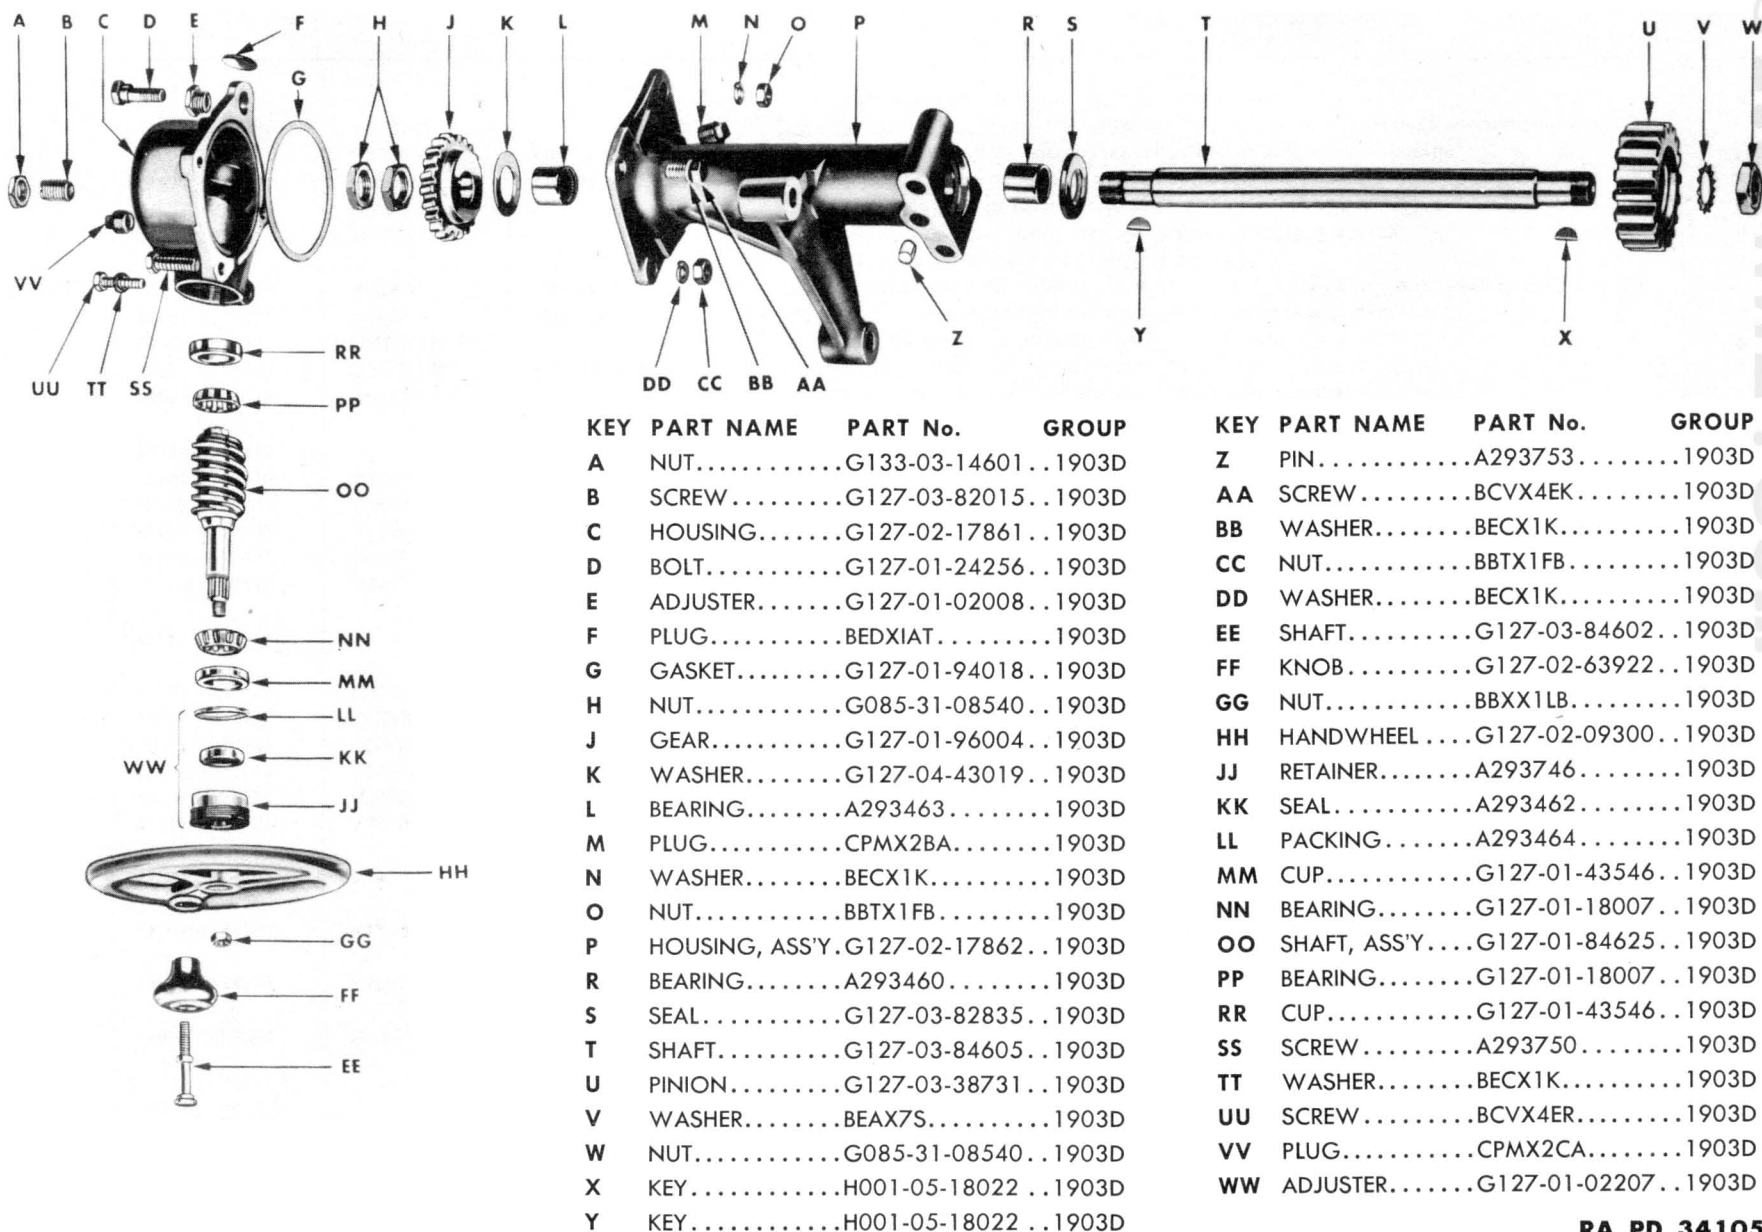 A B C D E F H J K L M N O P R S T U V W
G
VV
Y
X
Z
UU TT SS
DD CC BB AA
RR
PP
OO
NN
MM
LL
KK
WW
JJ
HH
GG
FF
EE
KEY PART NAME PART No. GROUP
A NUT............G133-03-14601..1903D
B SCREW.........G127-03-82015..1903D
C HOUSING.......G127-02-17861..1903D
D BOLT...........G127-01-24256..1903D
E ADJUSTER.......G127-01-02008..1903D
F PLUG...........BEDXIAT..........1903D
G GASKET.........G127-01-94018..1903D
H NUT............G085-31-08540..1903D
J GEAR...........G127-01-96004..1903D
K WASHER........G127-04-43019..1903D
L BEARING........A293463.........1903D
M PLUG...........CPMX2BA........1903D
N WASHER........BECX1K..........1903D
O NUT............BBTX1FB.........1903D
P HOUSING, ASS'Y.G127-02-17862..1903D
R BEARING........A293460.........1903D
S SEAL...........G127-03-82835..1903D
T SHAFT..........G127-03-84605..1903D
U PINION.........G127-03-38731..1903D
V WASHER........BEAX7S..........1903D
W NUT............G085-31-08540..1903D
X KEY............H001-05-18022 ..1903D
Y KEY............H001-05-18022 ..1903D
KEY PART NAME PART No. GROUP
Z PIN............A293753.........1903D
AA SCREW.........BCVX4EK........1903D
BB WASHER........BECX1K..........1903D
CC NUT............BBTX1FB.........1903D
DD WASHER........BECX1K..........1903D
EE SHAFT..........G127-03-84602..1903D
FF KNOB..........G127-02-63922..1903D
GG NUT............BBXX1LB.........1903D
HH HANDWHEEL....G127-02-09300..1903D
JJ RETAINER.......A293746.........1903D
KK SEAL...........A293462.........1903D
LL PACKING.......A293464.........1903D
MM CUP............G127-01-43546..1903D
NN BEARING........G127-01-18007..1903D
OO SHAFT, ASS'Y....G127-01-84625..1903D
PP BEARING........G127-01-18007..1903D
RR CUP............G127-01-43546..1903D
SS SCREW.........A293750.........1903D
TT WASHER........BECX1K..........1903D
UU SCREW.........BCVX4ER........1903D
VV PLUG...........CPMX2CA........1903D
WW ADJUSTER.......G127-01-02207..1903D
RA PD 34105